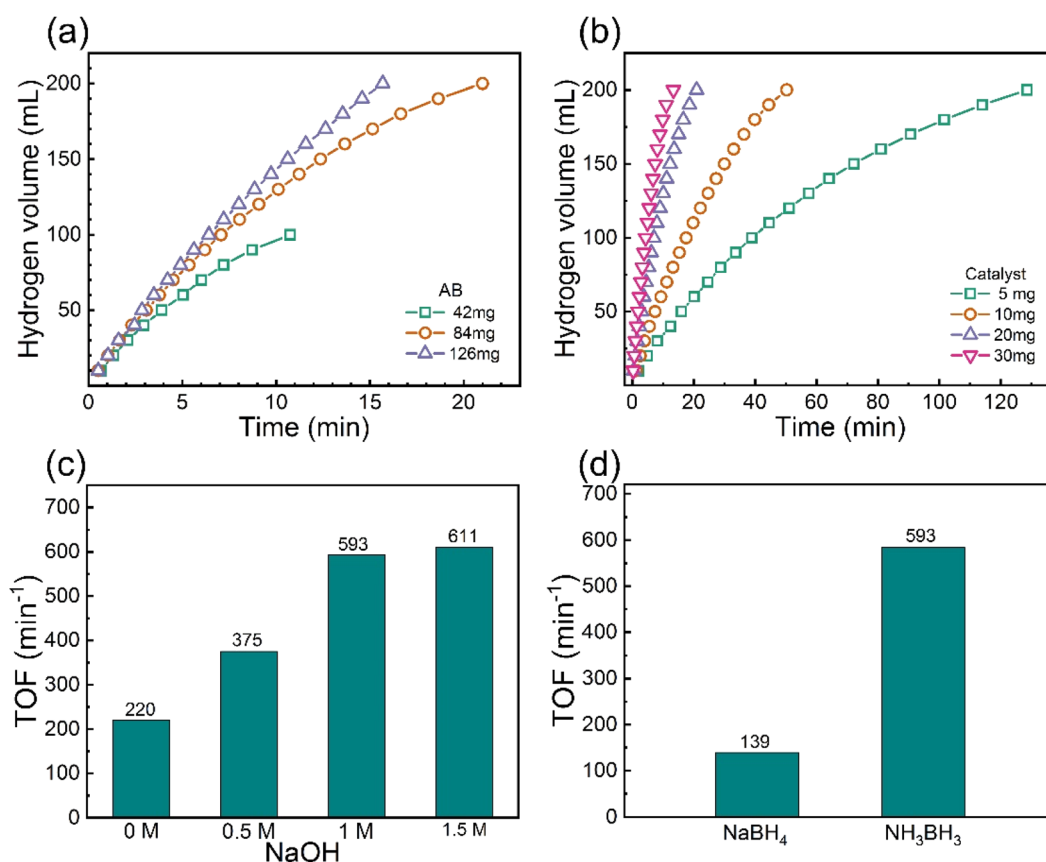 (a)
Hydrogen volume (mL)
200
150
100
50
AB
42mg
84mg
126mg
0
5
10
15
20
Time (min)
(b)
Hydrogen volume (mL)
200
150
100
50
Catalyst
5 mg
10mg
20mg
30mg
0
20
40
60
80
100
120
Time (min)
(c)
TOF (min⁻¹)
700
600
500
400
300
200
100
0
220
375
593
611
0 M
0.5 M
1 M
1.5 M
NaOH
(d)
TOF (min⁻¹)
700
600
500
400
300
200
100
0
139
593
NaBH₄
NH₃BH₃